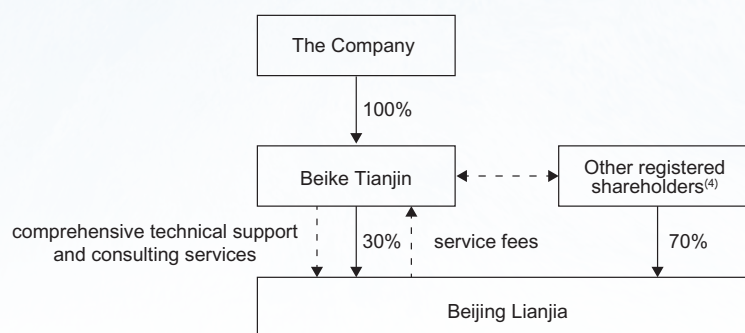 The Company
100%
Beike Tianjin
Other registered
shareholders(4)
comprehensive technical support
and consulting services
30%
service fees
70%
Beijing Lianjia